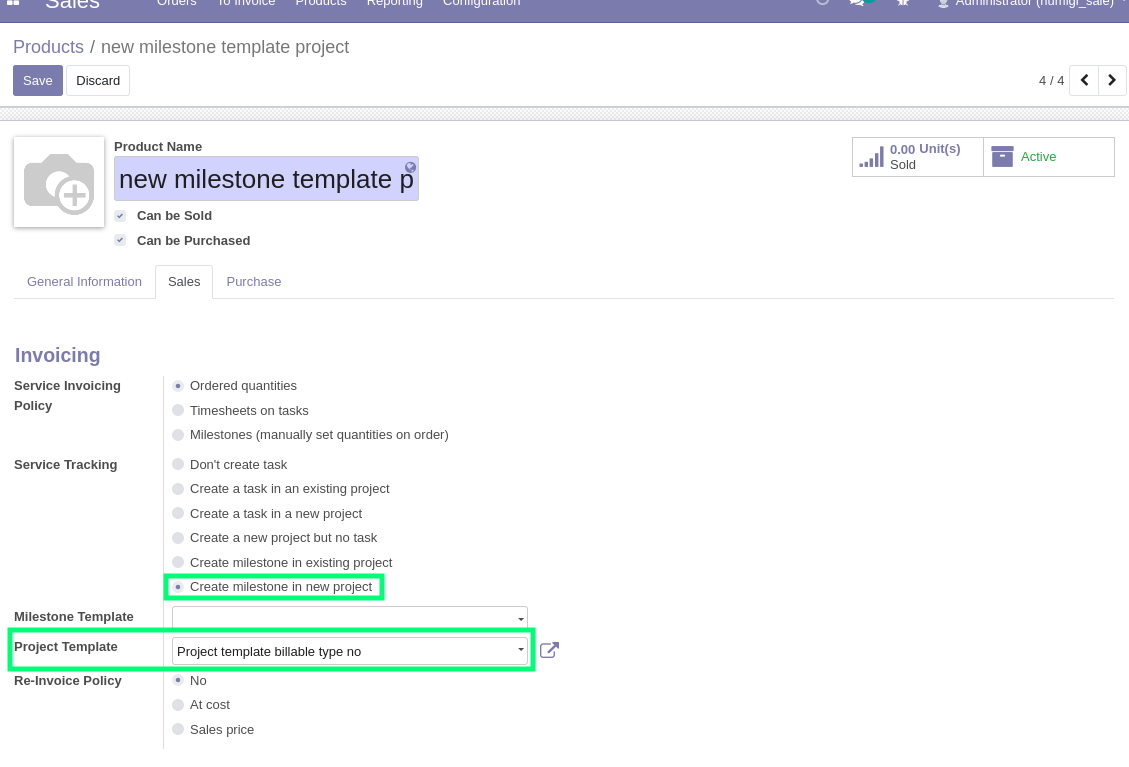 Sales Orders To Invoice Products Reporting Configuration Administrator (numigi_sale)
Products / new milestone template project
Save Discard 4 / 4
Product Name
new milestone template p
0.00 Unit(s)
Sold
Active
Can be Sold
Can be Purchased
General Information Sales Purchase
Invoicing
Service Invoicing Policy
Ordered quantities
Timesheets on tasks
Milestones (manually set quantities on order)
Service Tracking
Don't create task
Create a task in an existing project
Create a task in a new project
Create a new project but no task
Create milestone in existing project
Create milestone in new project
Milestone Template
Project Template Project template billable type no
Re-Invoice Policy
No
At cost
Sales price